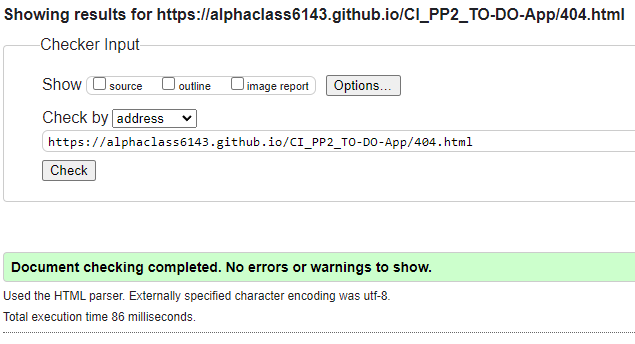 Showing results for https://alphaclass6143.github.io/CI_PP2_TO-DO-App/404.html
Checker Input
Show source outline image report Options...
Check by address
https://alphaclass6143.github.io/CI_PP2_TO-DO-App/404.html
Check
Document checking completed. No errors or warnings to show.
Used the HTML parser. Externally specified character encoding was utf-8.
Total execution time 86 milliseconds.